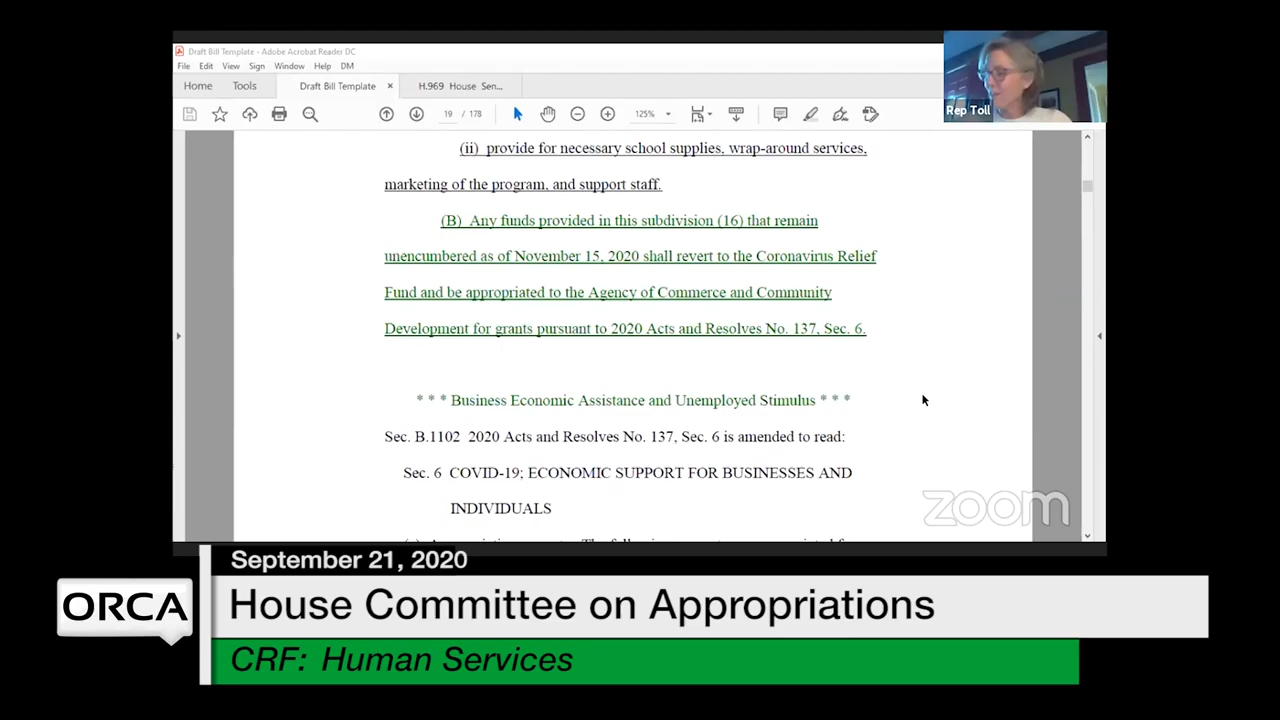 Draft Bill Template - Adobe Acrobat Reader DC
File Edit View Sign Window Help DM
Home Tools Draft Bill Template × H.969 House Sen...
19 / 178 125%
Rep Toll
(ii) provide for necessary school supplies, wrap-around services,
marketing of the program, and support staff.
(B) Any funds provided in this subdivision (16) that remain
unencumbered as of November 15, 2020 shall revert to the Coronavirus Relief
Fund and be appropriated to the Agency of Commerce and Community
Development for grants pursuant to 2020 Acts and Resolves No. 137, Sec. 6.
* * * Business Economic Assistance and Unemployed Stimulus * * *
Sec. B.1102 2020 Acts and Resolves No. 137, Sec. 6 is amended to read:
Sec. 6 COVID-19; ECONOMIC SUPPORT FOR BUSINESSES AND
INDIVIDUALS
zoom
September 21, 2020
ORCA
House Committee on Appropriations
CRF: Human Services